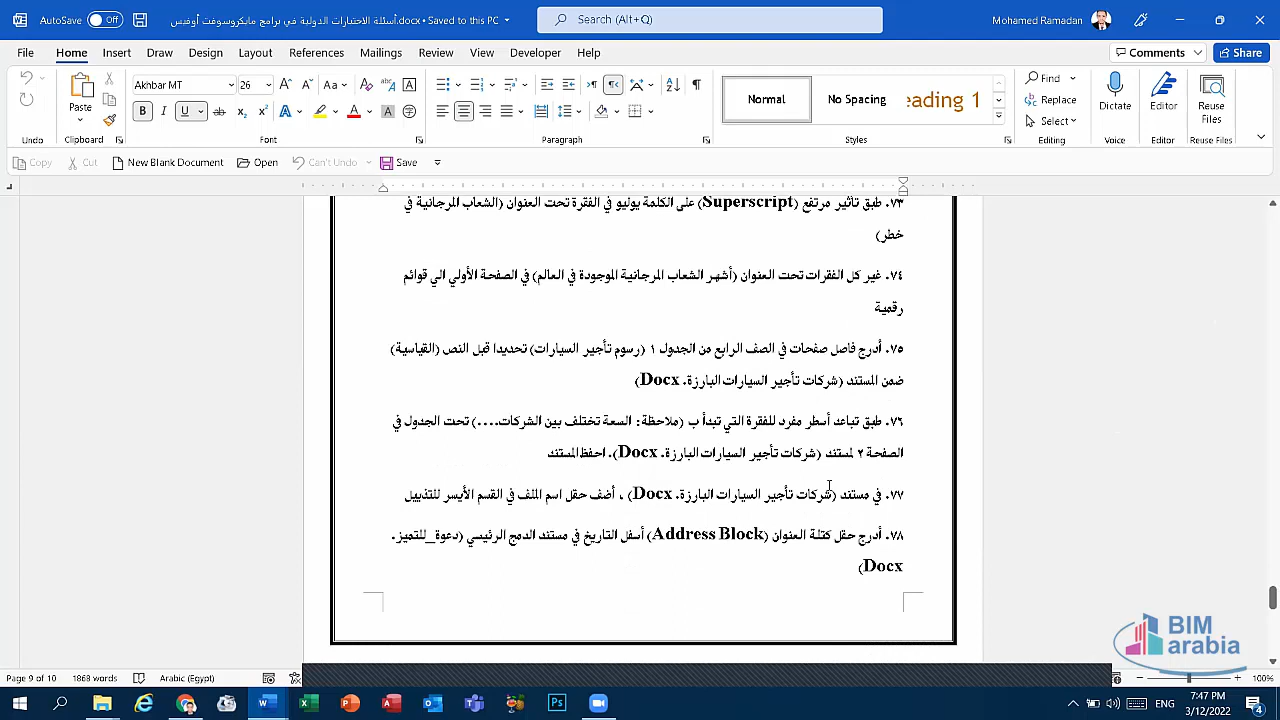 AutoSave Off أسئلة الاختبارات الدولية في برامج مايكروسوفت أوفيس.docx • Saved to this PC Search (Alt+Q) Mohamed Ramadan
File Home Insert Draw Design Layout References Mailings Review View Developer Help Comments Share
Paste Akhbar MT 26 Normal No Spacing eading 1 Find Replace Select Dictate Editor Reuse Files
Undo Clipboard Font Paragraph Styles Editing Voice Editor Reuse Files
Copy Cut New Blank Document Open Can't Undo Save
٧٣. طبق تأثير مرتفع (Superscript) على الكلمة يوليو في الفقرة تحت العنوان (الشعاب المرجانية في
خطر)
٧٤. غير كل الفقرات تحت العنوان (أشهر الشعاب المرجانية الموجودة في العالم) في الصفحة الأولي الى قوائم
رقمية
٧٥. أدرج فاصل صفحات في الصف الرابع من الجدول ١ (رسوم تأجير السيارات) تحديدا قبل النص (القياسية)
ضمن المستند (شركات تأجير السيارات البارزة. Docx)
٧٦. طبق تباعد أسطر مفرد للفقرة التي تبدأ ب (ملاحظة: السعة تختلف بين الشركات....) تحت الجدول في
الصفحة ٢ لمستند (شركات تأجير السيارات البارزة. Docx). احفظ المستند
٧٧. في مستند (شركات تأجير السيارات البارزة. Docx) ، أضف حقل اسم الملف في القسم الأيسر للتذييل
٧٨. أدرج حقل كتلة العنوان (Address Block) أسفل التاريخ في مستند الدمج الرئيسي (دعوة_للتميز.
Docx)
BIM
arabia
Page 9 of 10 1868 words Arabic (Egypt) 100%
ENG 7:47 PM
3/12/2022